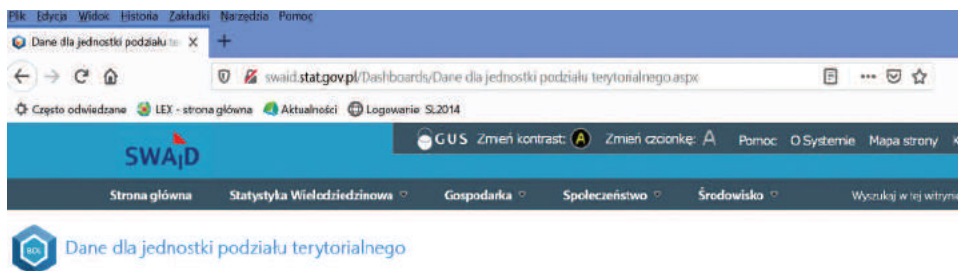 Plik Edycja Widok Historia Zakładki Narzędzia Pomoc
Dane dla jednostki podziału te X +
swaid.stat.gov.pl/Dashboards/Dane dla jednostki podziału terytorialnego.aspx
Często odwiedzane LEX - strona główna Aktualności Logowanie SL2014
SWAiD
GUS Zmień kontrast: A Zmień czcionkę: A Pomoc O Systemie Mapa strony K
Strona główna Statystyka Wielodziedzinowa Gospodarka Społeczeństwo Środowisko Wyszukaj w tej witrynie
BDL Dane dla jednostki podziału terytorialnego